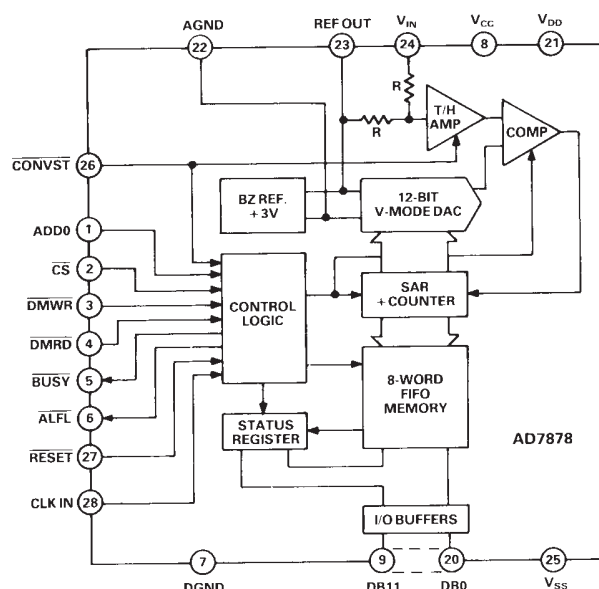 AGND
REF OUT
VIN
VCC
VDD
22
23
24
8
21
R
R
T/H
AMP
COMP
CONVST
26
BZ REF.
+ 3V
12-BIT
V-MODE DAC
ADD0
1
CS
2
DMWR
3
DMRD
4
BUSY
5
ALFL
6
RESET
27
CLK IN
28
CONTROL
LOGIC
SAR
+ COUNTER
8-WORD
FIFO
MEMORY
STATUS
REGISTER
AD7878
I/O BUFFERS
7
9
20
25
DGND
DB11
DB0
VSS